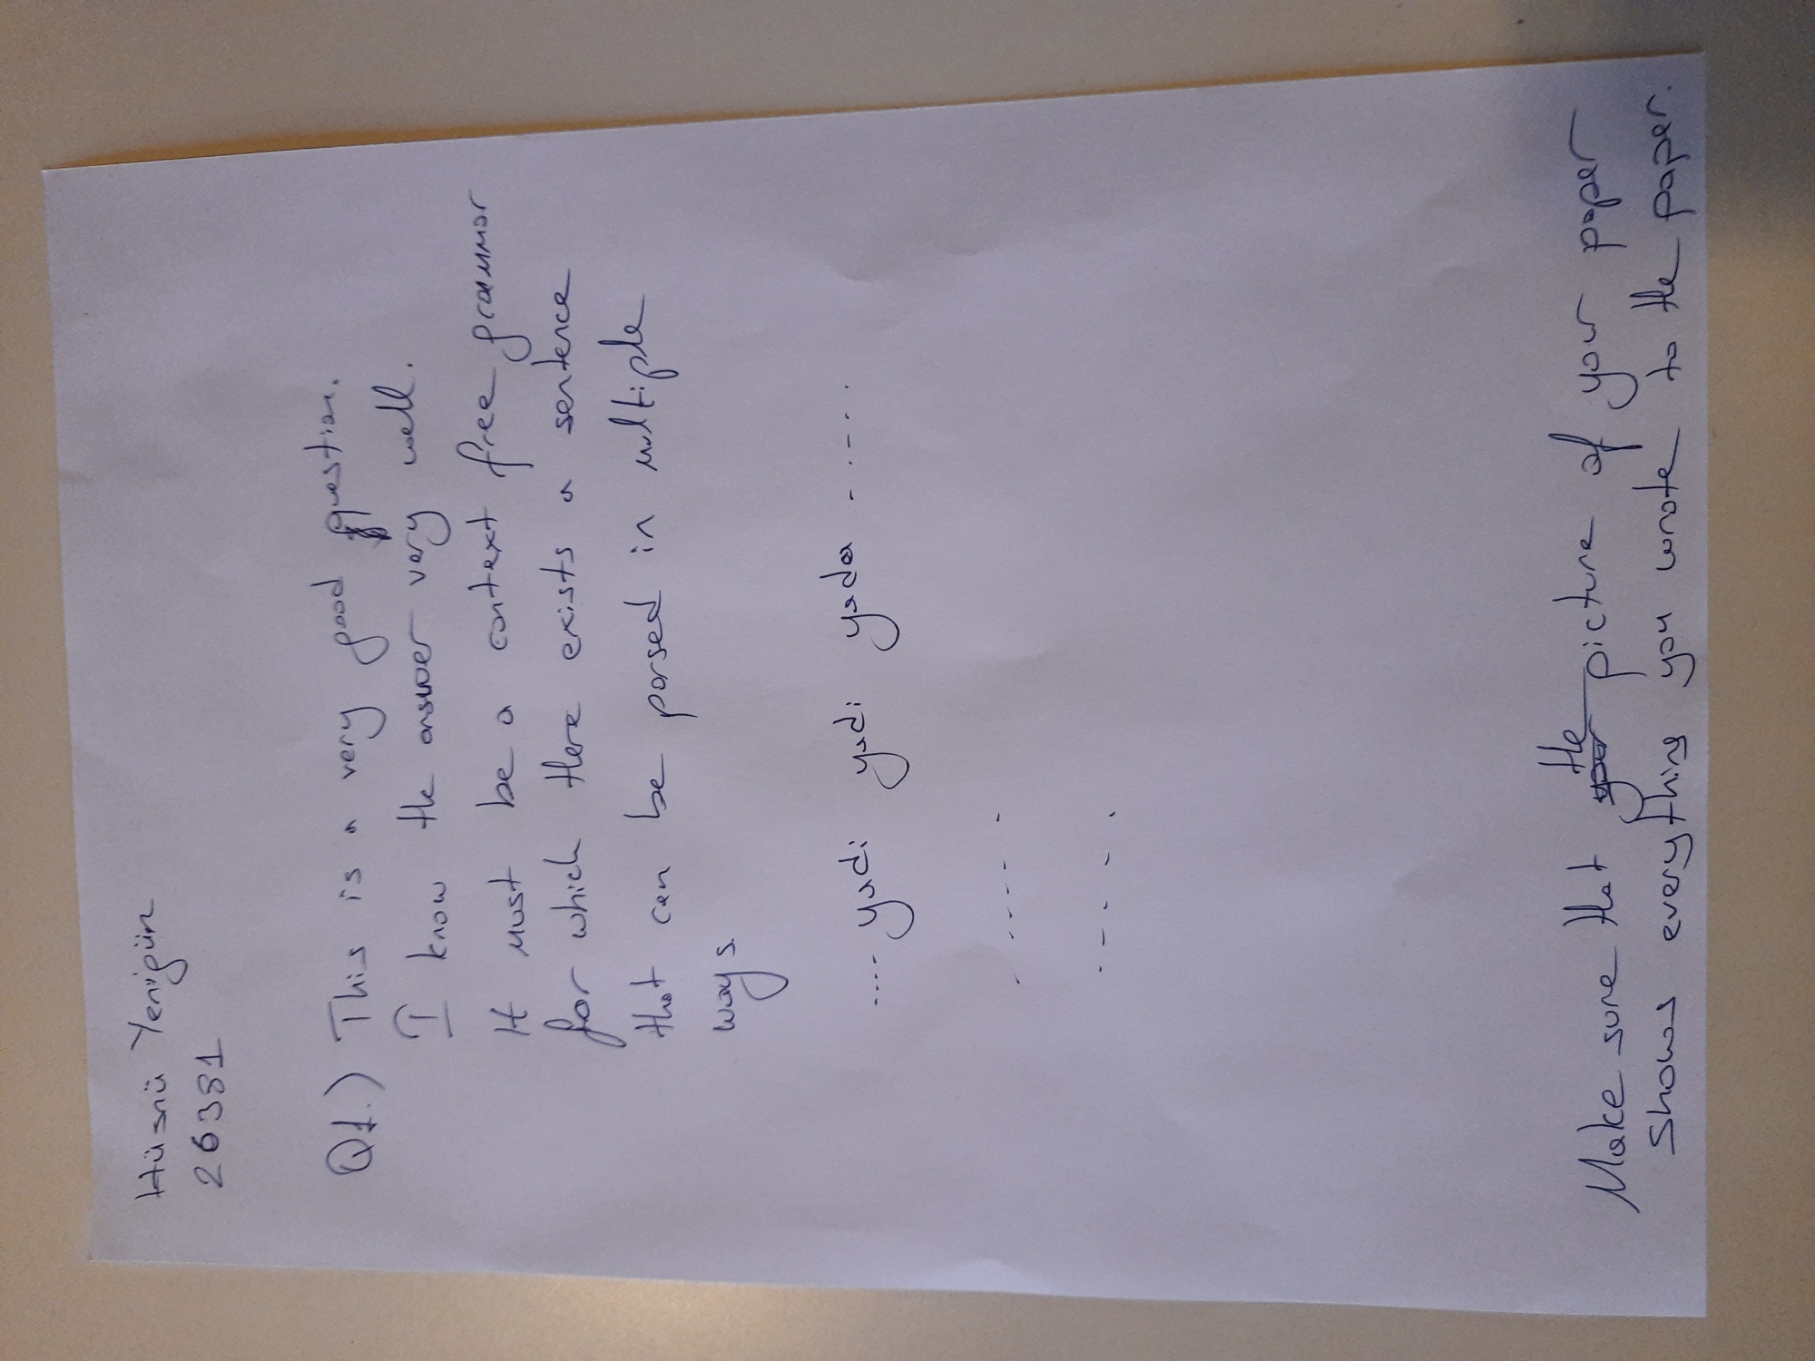 Hüsnü Yenigün
26381
Q1.) This is a very good question.
I know the answer very well.
It must be a context free grammar
for which there exists a sentence
that can be parsed in multiple
ways.
.... yadi yadi yada ......
. ..... .
. - . - .
Make sure that the picture of your paper
shows everything you wrote to the paper.